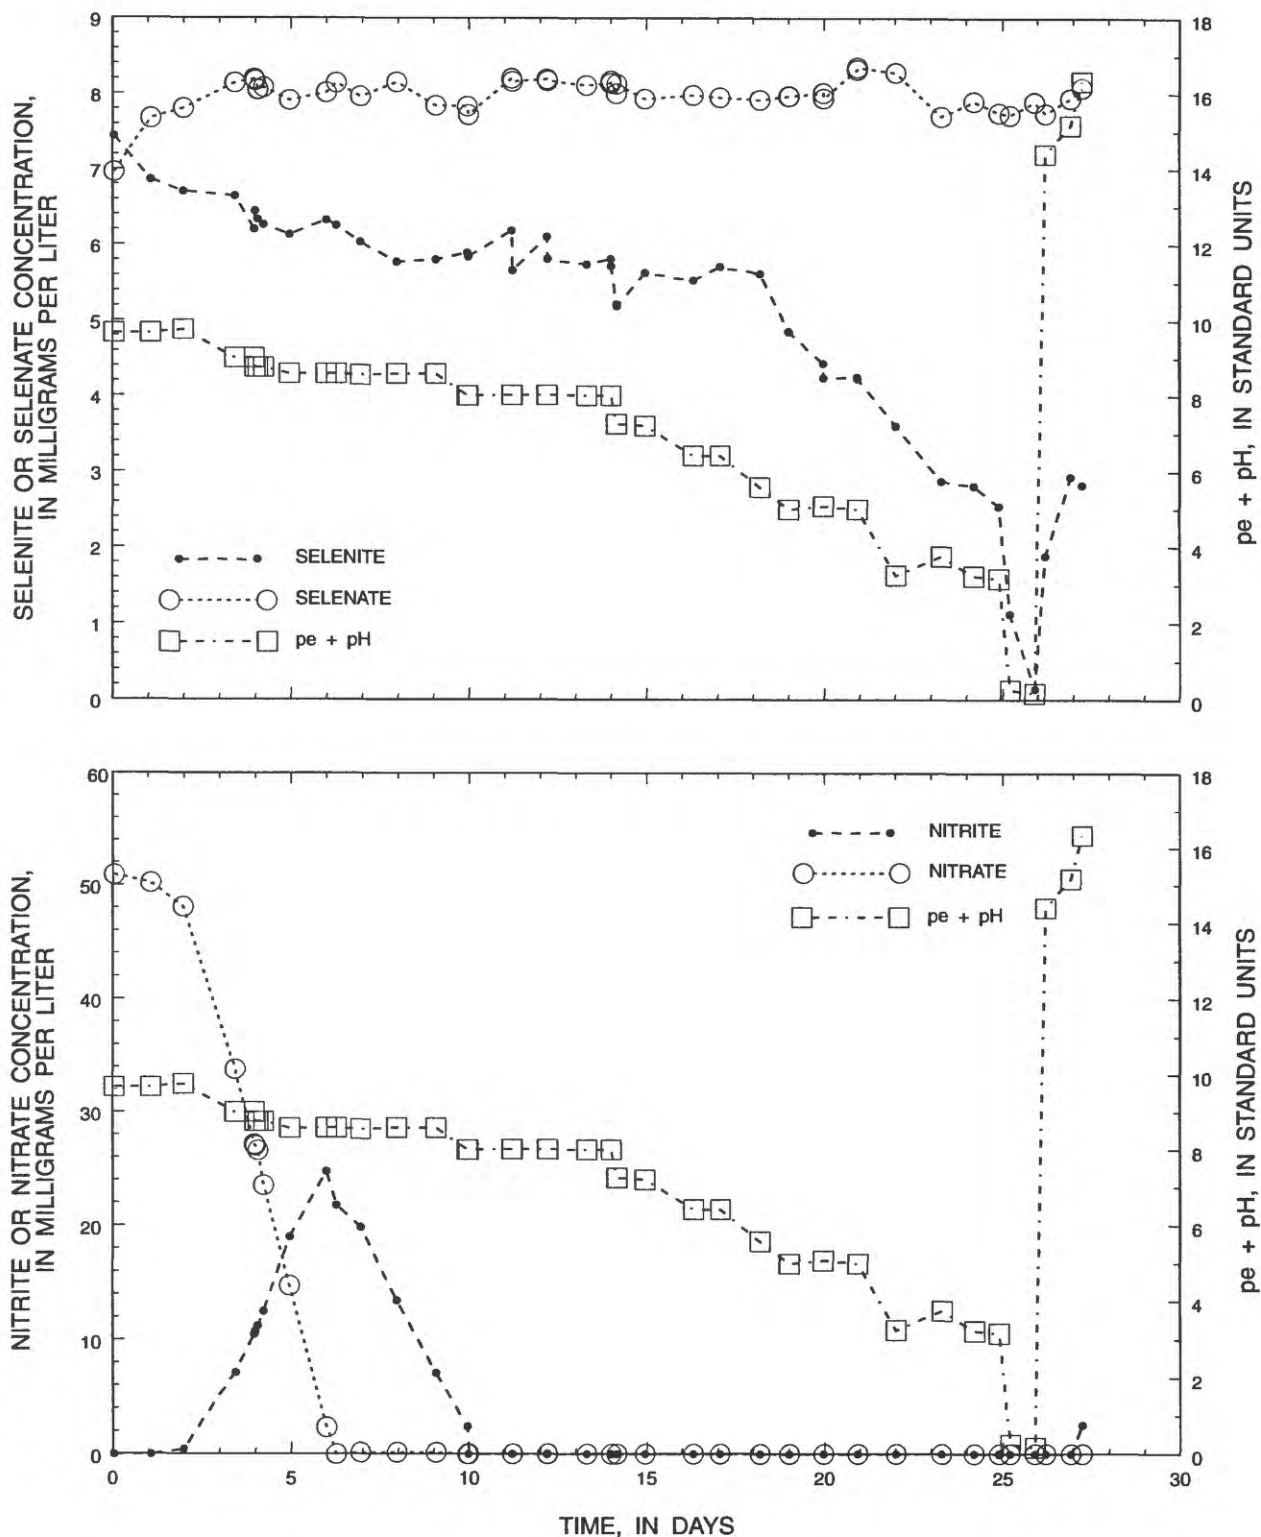 9
8
7
6
5
4
3
2
1
0
SELENITE OR SELENATE CONCENTRATION,
IN MILLIGRAMS PER LITER
SELENITE
SELENATE
pe + pH
18
16
14
12
10
8
6
4
2
0
pe + pH, IN STANDARD UNITS
60
50
40
30
20
10
0
NITRITE OR NITRATE CONCENTRATION,
IN MILLIGRAMS PER LITER
NITRITE
NITRATE
pe + pH
18
16
14
12
10
8
6
4
2
0
pe + pH, IN STANDARD UNITS
0 5 10 15 20 25 30
TIME, IN DAYS